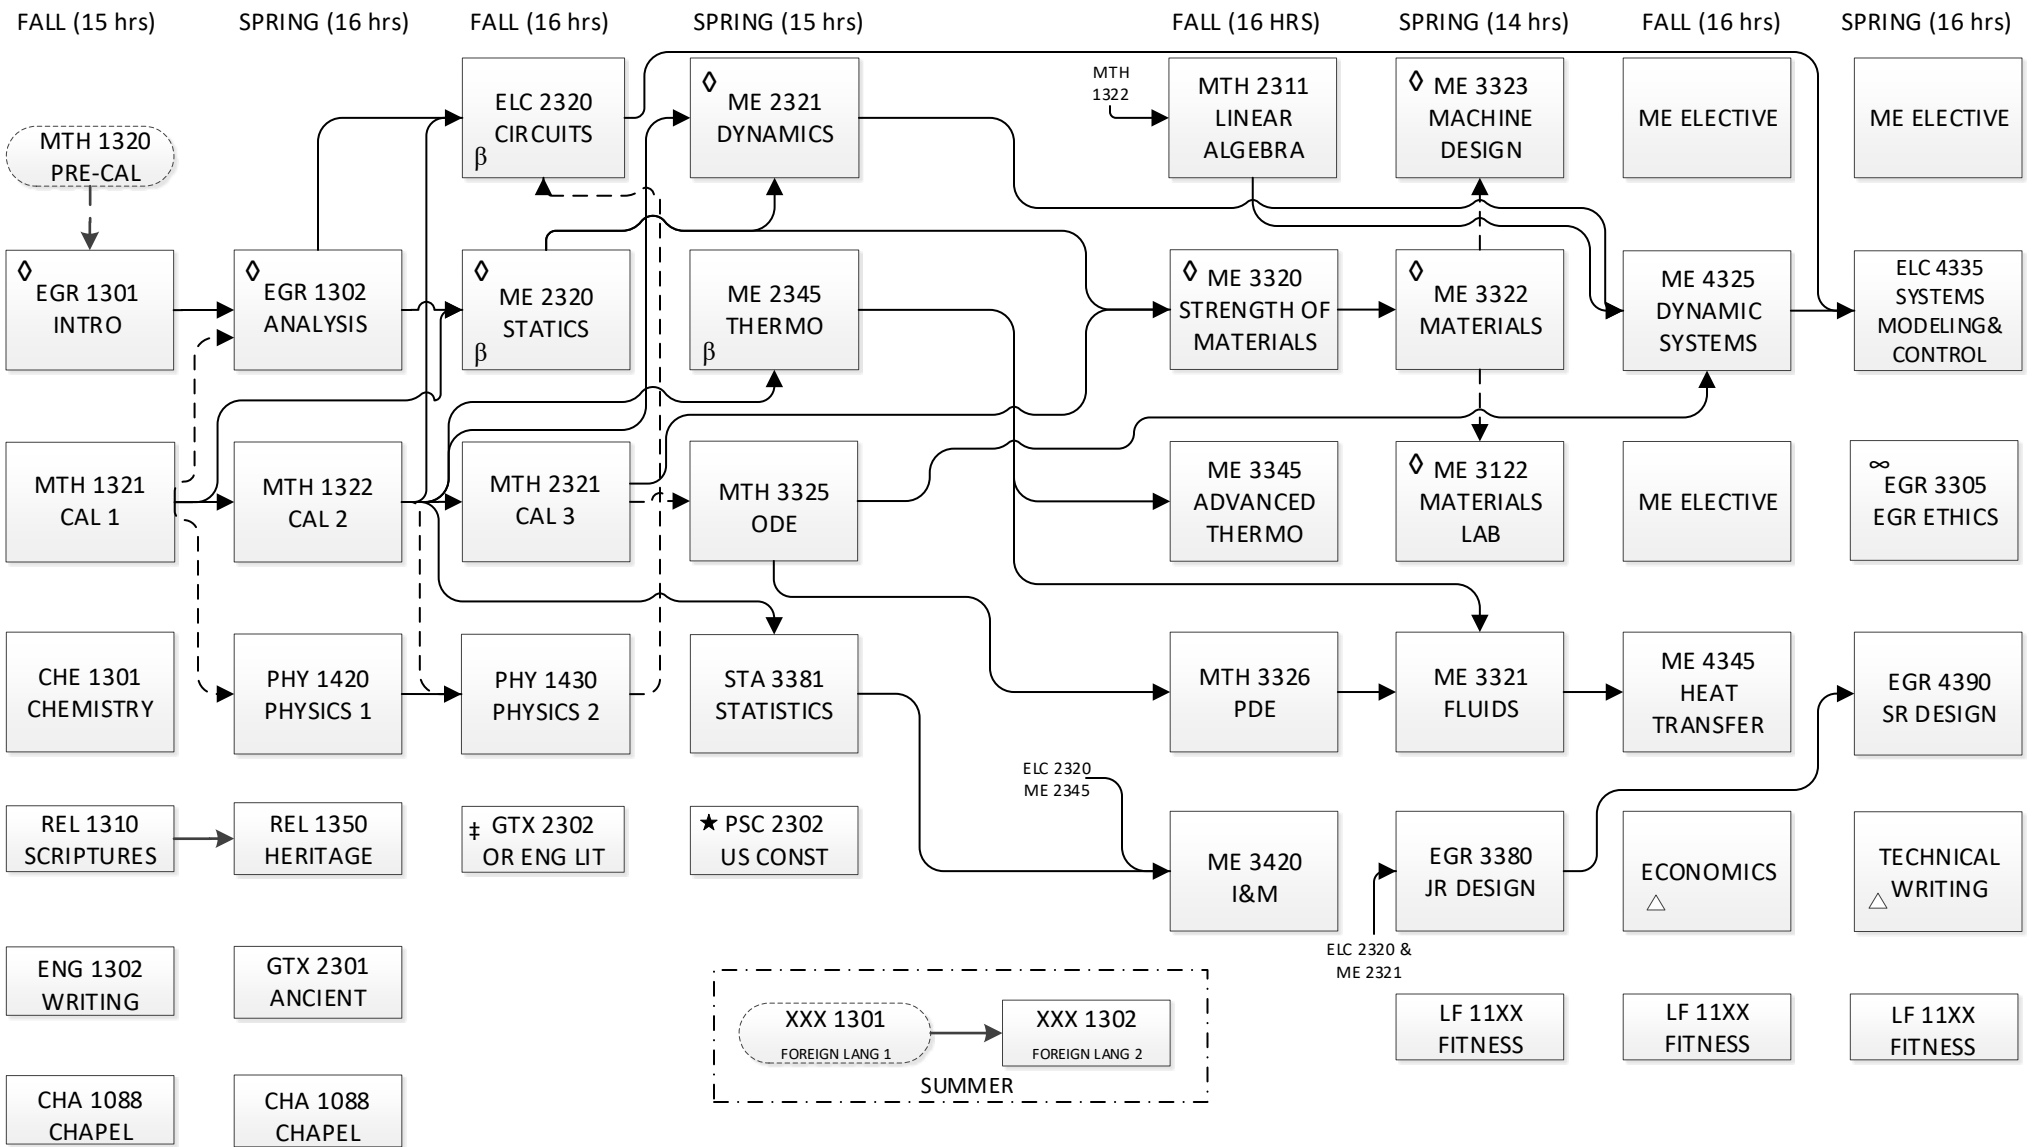 FALL (15 hrs)
SPRING (16 hrs)
FALL (16 hrs)
SPRING (15 hrs)
FALL (16 HRS)
SPRING (14 hrs)
FALL (16 hrs)
SPRING (16 hrs)
MTH 1320
PRE-CAL
◊
EGR 1301
INTRO
MTH 1321
CAL 1
CHE 1301
CHEMISTRY
REL 1310
SCRIPTURES
ENG 1302
WRITING
CHA 1088
CHAPEL
◊
EGR 1302
ANALYSIS
MTH 1322
CAL 2
PHY 1420
PHYSICS 1
REL 1350
HERITAGE
GTX 2301
ANCIENT
CHA 1088
CHAPEL
ELC 2320
CIRCUITS
β
◊
ME 2320
STATICS
β
MTH 2321
CAL 3
PHY 1430
PHYSICS 2
‡ GTX 2302
OR ENG LIT
◊
ME 2321
DYNAMICS
ME 2345
THERMO
β
MTH 3325
ODE
STA 3381
STATISTICS
★ PSC 2302
US CONST
XXX 1301
FOREIGN LANG 1
XXX 1302
FOREIGN LANG 2
SUMMER
MTH
1322
MTH 2311
LINEAR
ALGEBRA
◊ ME 3320
STRENGTH OF
MATERIALS
ME 3345
ADVANCED
THERMO
MTH 3326
PDE
ELC 2320
ME 2345
ME 3420
I&M
◊ ME 3323
MACHINE
DESIGN
◊
ME 3322
MATERIALS
◊ ME 3122
MATERIALS
LAB
ME 3321
FLUIDS
EGR 3380
JR DESIGN
ELC 2320 &
ME 2321
LF 11XX
FITNESS
ME ELECTIVE
ME 4325
DYNAMIC
SYSTEMS
ME ELECTIVE
ME 4345
HEAT
TRANSFER
ECONOMICS
△
LF 11XX
FITNESS
ME ELECTIVE
ELC 4335
SYSTEMS
MODELING&
CONTROL
∞
EGR 3305
EGR ETHICS
EGR 4390
SR DESIGN
TECHNICAL
WRITING
△
LF 11XX
FITNESS